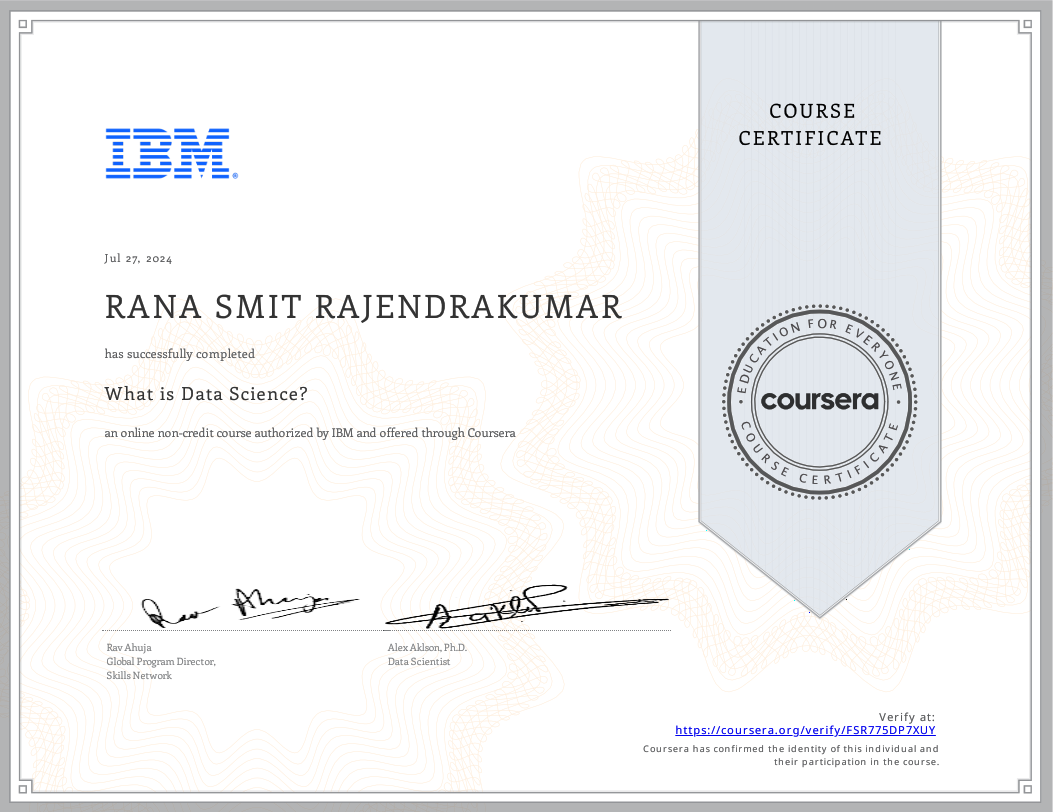 COURSE
CERTIFICATE
IBM®
Jul 27, 2024
RANA SMIT RAJENDRAKUMAR
has successfully completed
What is Data Science?
an online non-credit course authorized by IBM and offered through Coursera
EDUCATION FOR EVERYONE
coursera
COURSE CERTIFICATE
Rav Ahuja
Global Program Director,
Skills Network
Alex Aklson, Ph.D.
Data Scientist
Verify at:
https://coursera.org/verify/FSR775DP7XUY
Coursera has confirmed the identity of this individual and
their participation in the course.